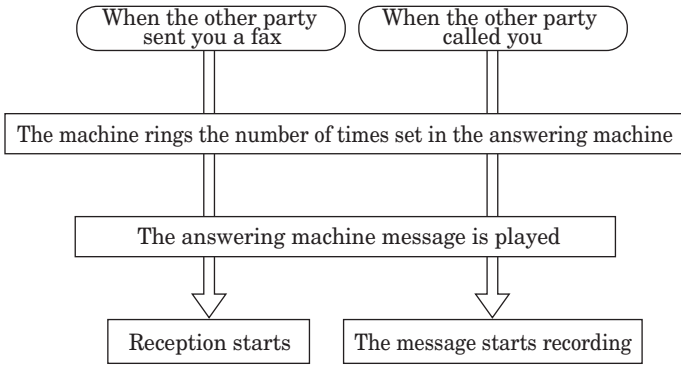 When the other party
sent you a fax
When the other party
called you
The machine rings the number of times set in the answering machine
The answering machine message is played
Reception starts
The message starts recording